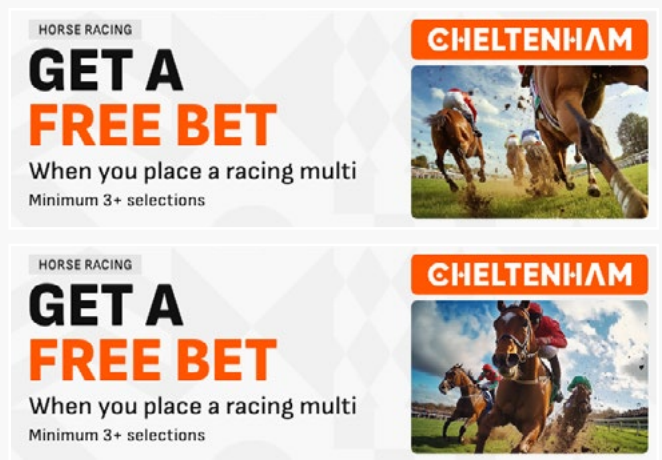 HORSE RACING
GET A
FREE BET
When you place a racing multi
Minimum 3+ selections
CHELTENHAM
HORSE RACING
GET A
FREE BET
When you place a racing multi
Minimum 3+ selections
CHELTENHAM